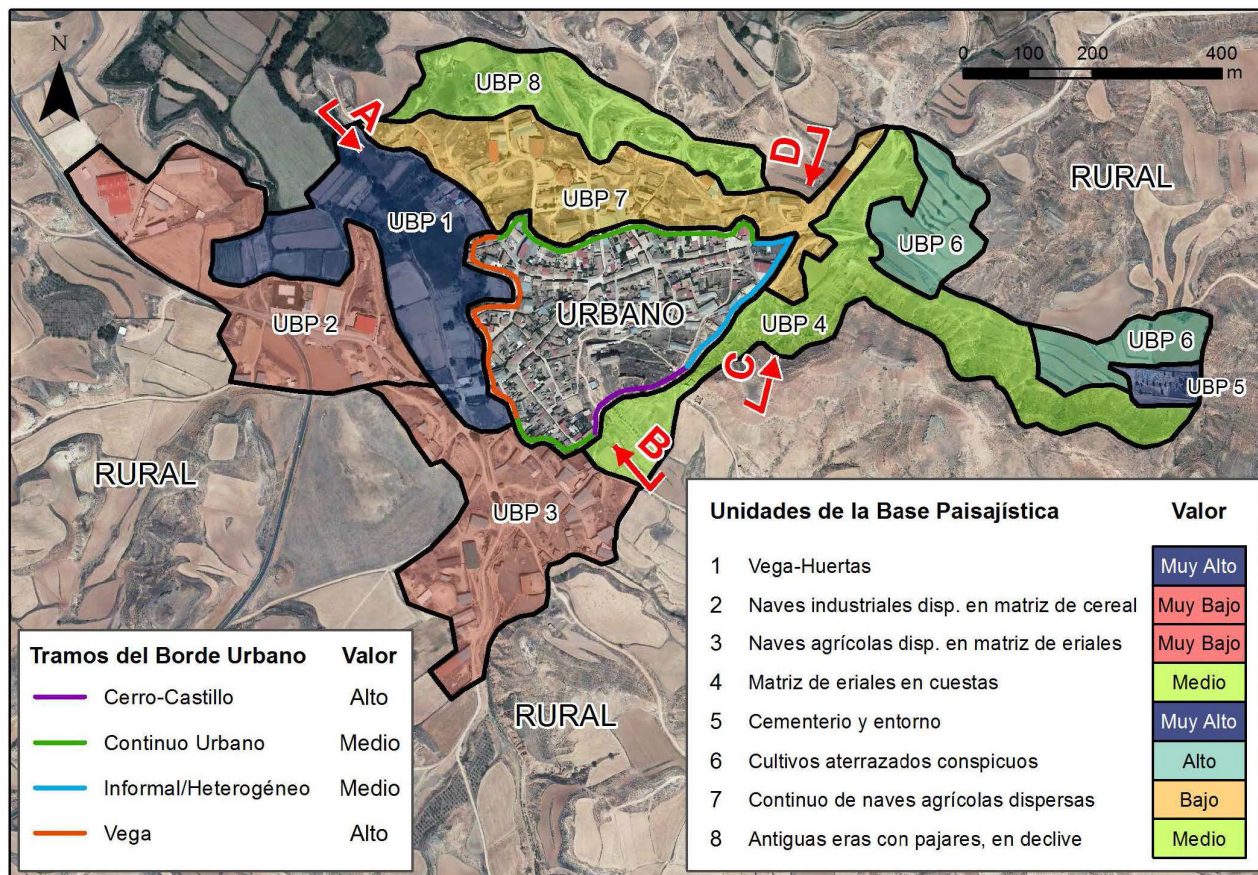 N
0 100 200 400
m
UBP 8
A
D
RURAL
UBP 1
UBP 7
UBP 6
URBANO
UBP 2
UBP 4
UBP 6
C
UBP 5
B
RURAL
UBP 3
RURAL
Tramos del Borde Urbano Valor
Cerro-Castillo Alto
Continuo Urbano Medio
Informal/Heterogéneo Medio
Vega Alto
Unidades de la Base Paisajística Valor
1 Vega-Huertas Muy Alto
2 Naves industriales disp. en matriz de cereal Muy Bajo
3 Naves agrícolas disp. en matriz de eriales Muy Bajo
4 Matriz de eriales en cuestas Medio
5 Cementerio y entorno Muy Alto
6 Cultivos aterrazados conspicuos Alto
7 Continuo de naves agrícolas dispersas Bajo
8 Antiguas eras con pajares, en declive Medio